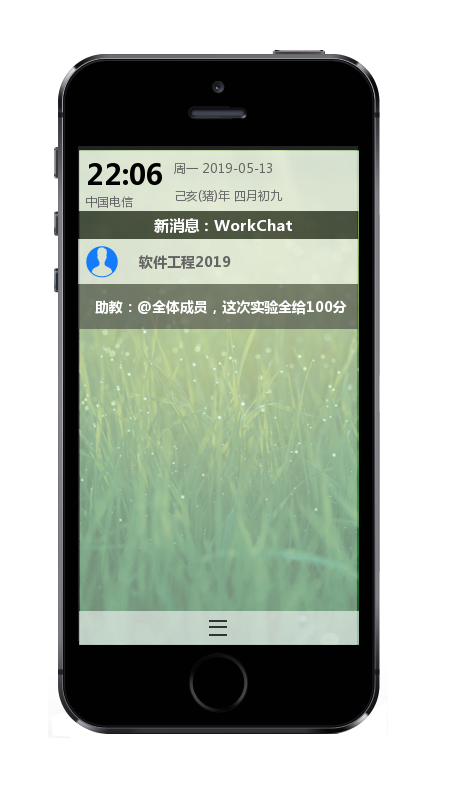 22:06
周一 2019-05-13
中国电信
己亥(猪)年 四月初九
新消息：WorkChat
软件工程2019
助教：@全体成员，这次实验全给100分